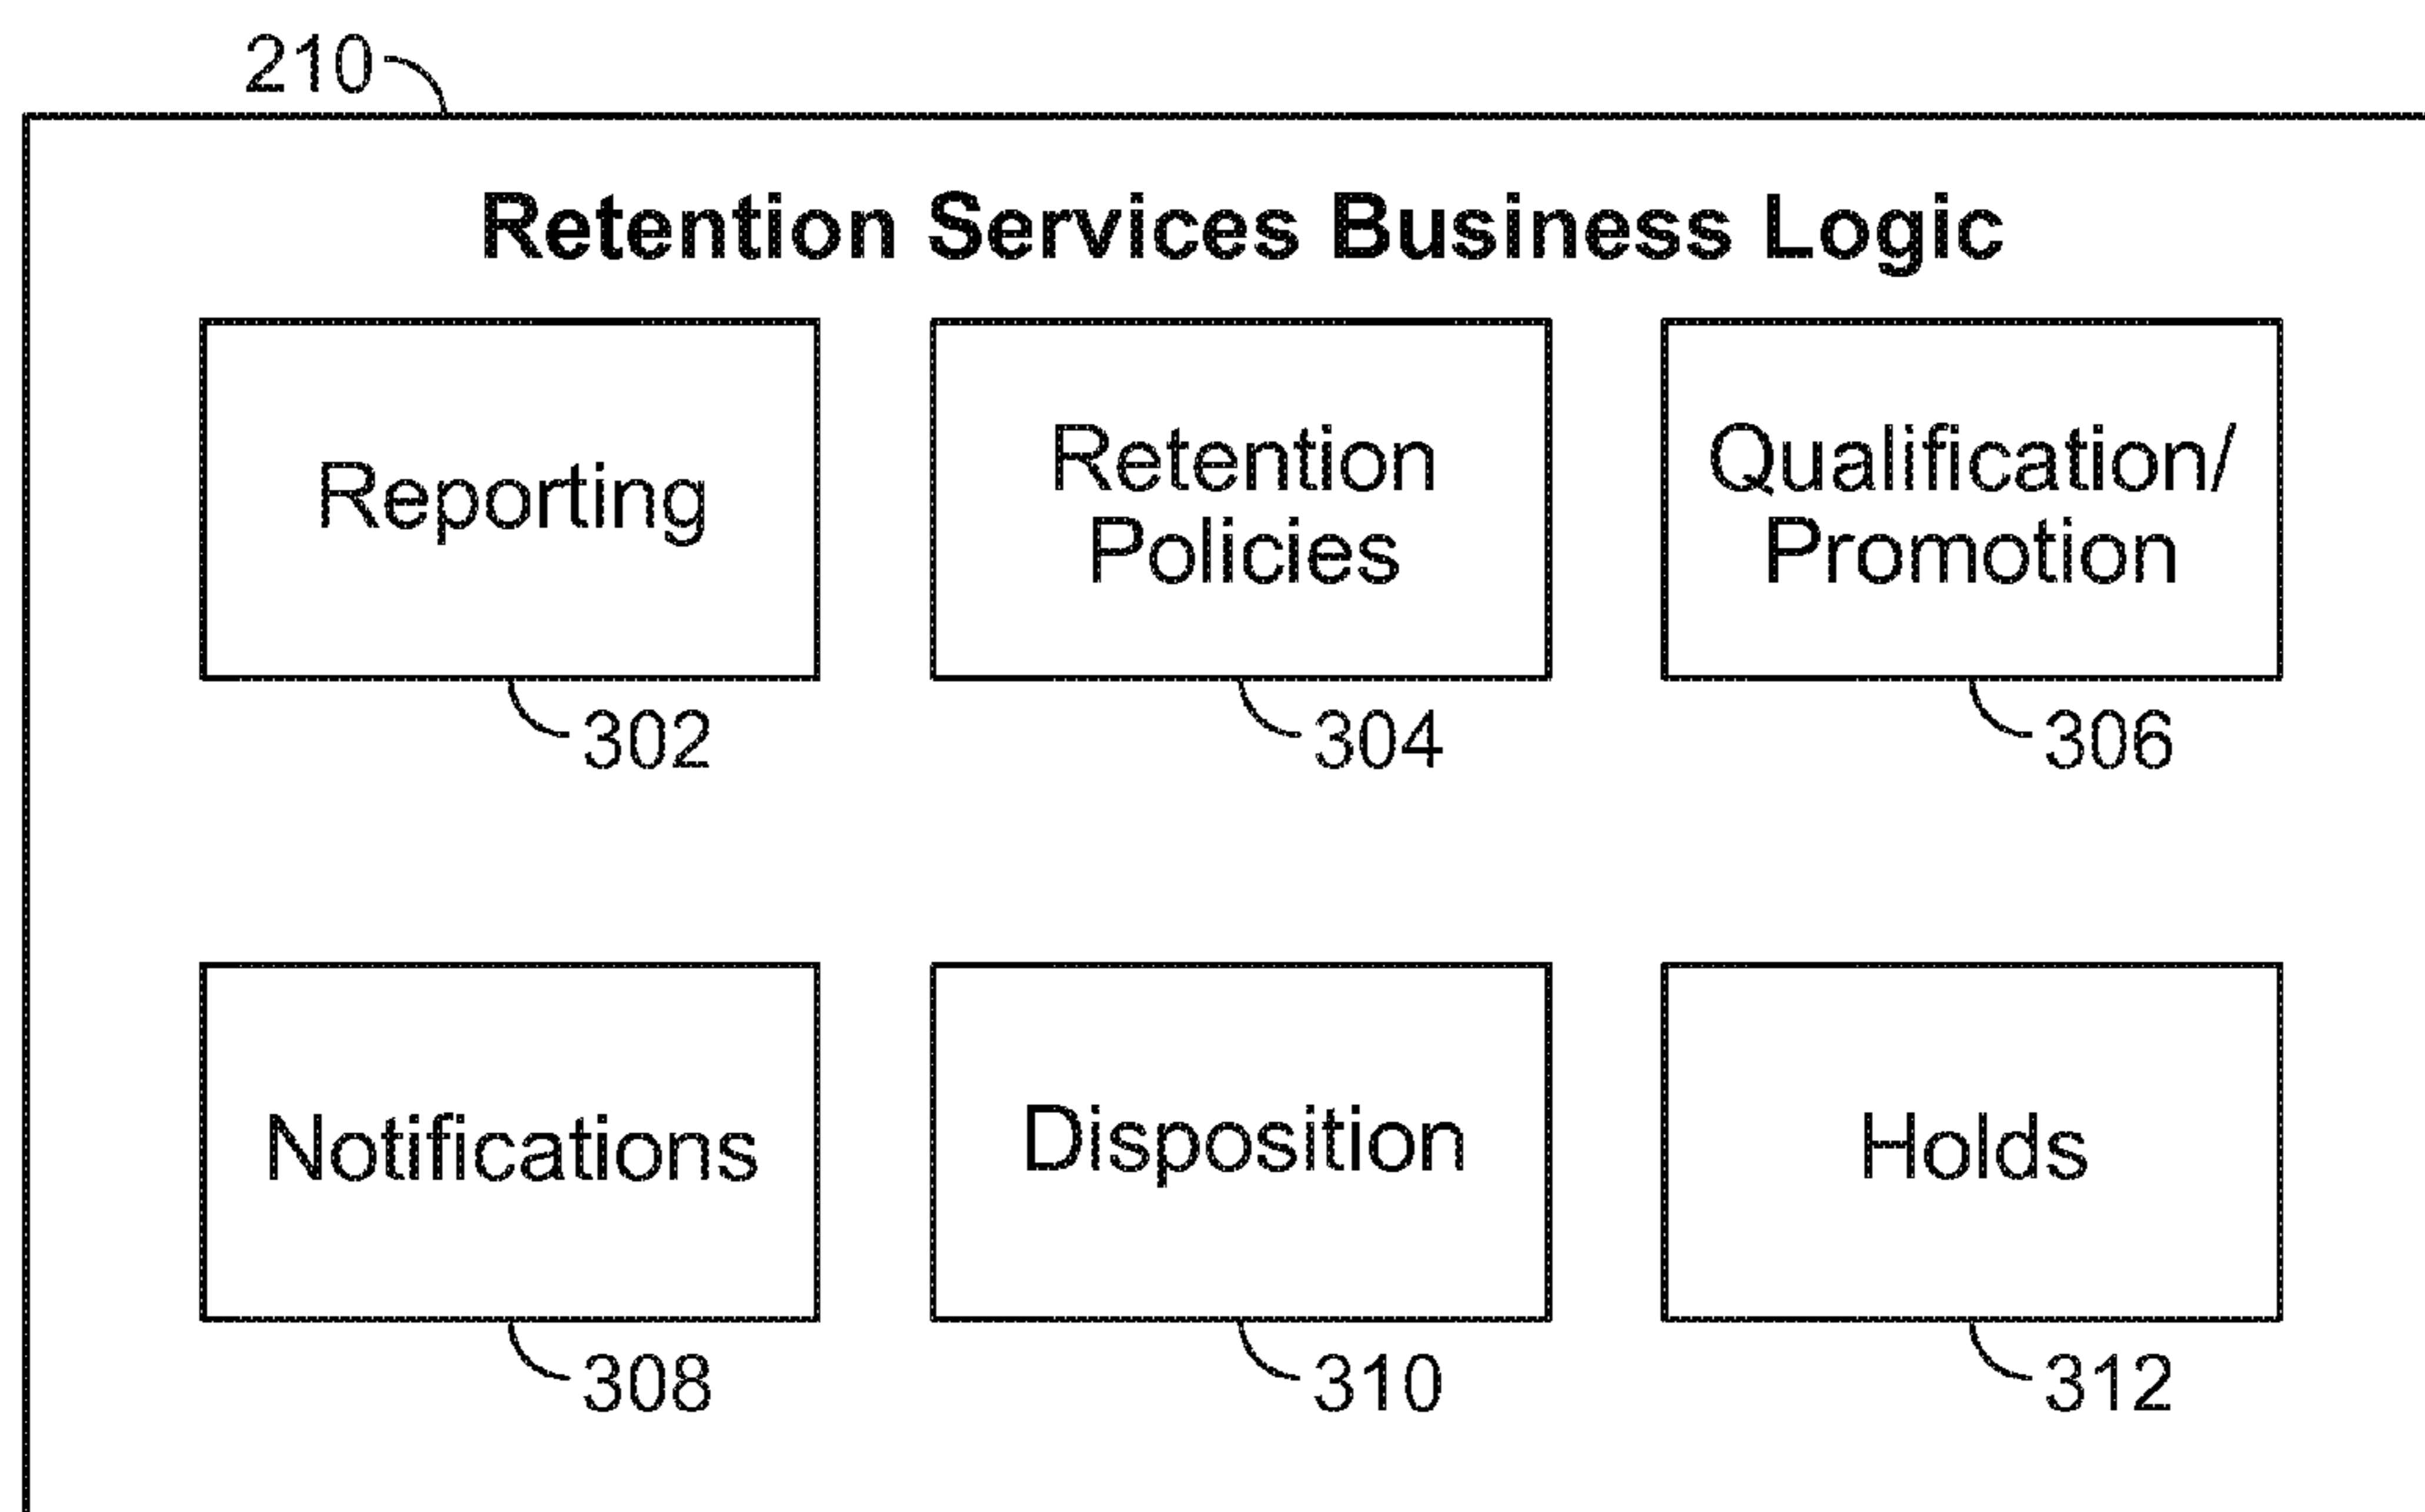 210
Retention Services Business Logic
Reporting
Retention
Policies
Qualification/
Promotion
302
304
306
Notifications
Disposition
Holds
308
310
312